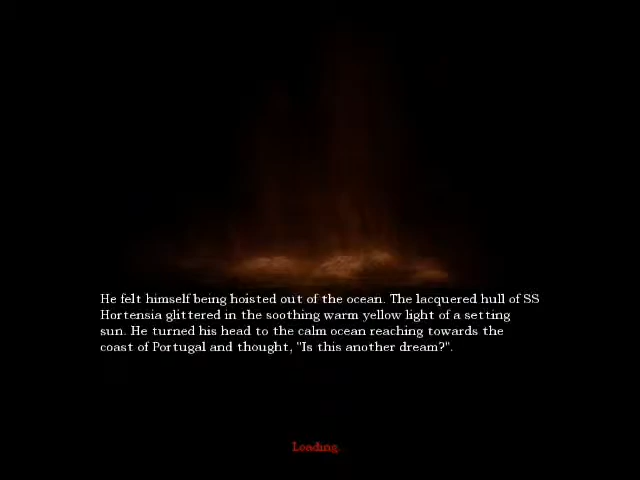 He felt himself being hoisted out of the ocean. The lacquered hull of SS
Hortensia glittered in the soothing warm yellow light of a setting
sun. He turned his head to the calm ocean reaching towards the
coast of Portugal and thought, "Is this another dream?".
Loading.